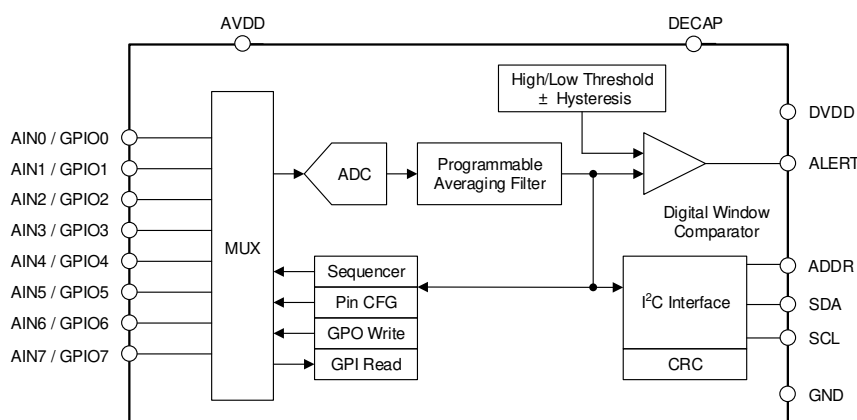 AVDD
DECAP
High/Low Threshold
± Hysteresis
DVDD
AIN0 / GPIO0
AIN1 / GPIO1
AIN2 / GPIO2
AIN3 / GPIO3
AIN4 / GPIO4
AIN5 / GPIO5
AIN6 / GPIO6
AIN7 / GPIO7
MUX
ADC
Programmable
Averaging Filter
ALERT
Digital Window
Comparator
Sequencer
Pin CFG
GPO Write
GPI Read
I²C Interface
CRC
ADDR
SDA
SCL
GND